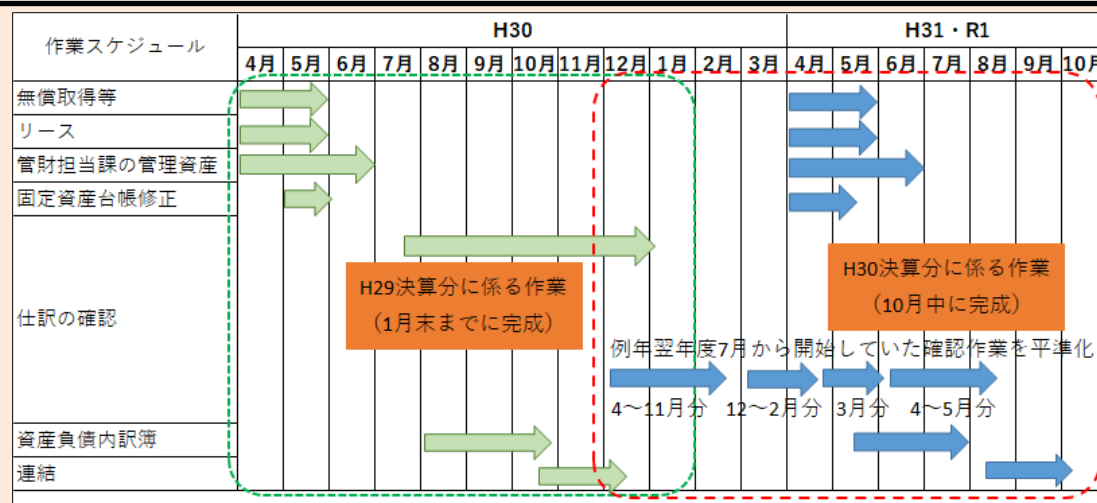 作業スケジュール
H30
H31・R1
4月 5月 6月 7月 8月 9月 10月 11月 12月 1月 2月 3月 4月 5月 6月 7月 8月 9月 10月
無償取得等
リース
管財担当課の管理資産
固定資産台帳修正
仕訳の確認
H29決算分に係る作業
（1月末までに完成）
H30決算分に係る作業
（10月中に完成）
例年翌年度7月から開始していた確認作業を平準化
4～11月分 12～2月分 3月分 4～5月分
資産負債内訳簿
連結